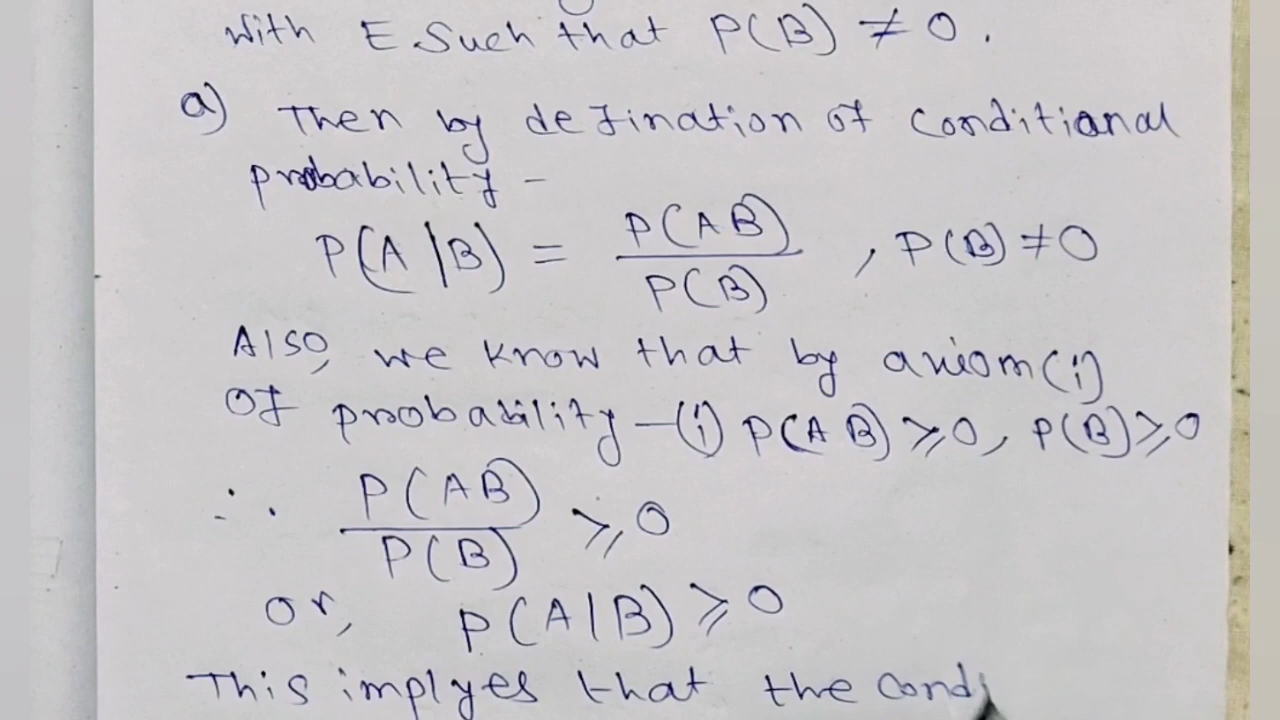 with E such that P(B) ≠ 0.
a) Then by defination of conditional
probability -
P(A|B) = P(AB) / P(B) , P(B) ≠ 0
Also, we know that by axiom (i)
of probability - (i) P(AB) ⩾ 0, P(B) ⩾ 0
∴ P(AB) / P(B) ⩾ 0
or, P(A|B) ⩾ 0
This implyes that the condi